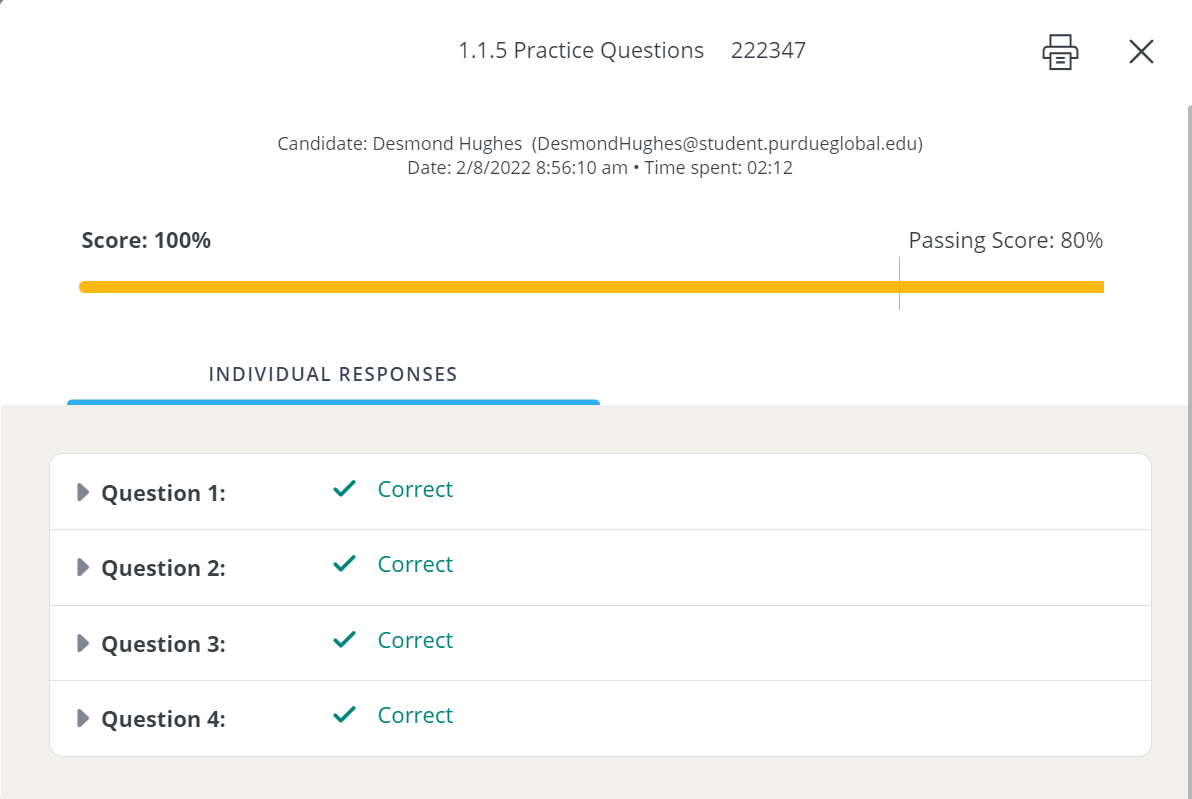 1.1.5 Practice Questions 222347
Candidate: Desmond Hughes (DesmondHughes@student.purdueglobal.edu)
Date: 2/8/2022 8:56:10 am • Time spent: 02:12
Score: 100% Passing Score: 80%
INDIVIDUAL RESPONSES
Question 1: Correct
Question 2: Correct
Question 3: Correct
Question 4: Correct